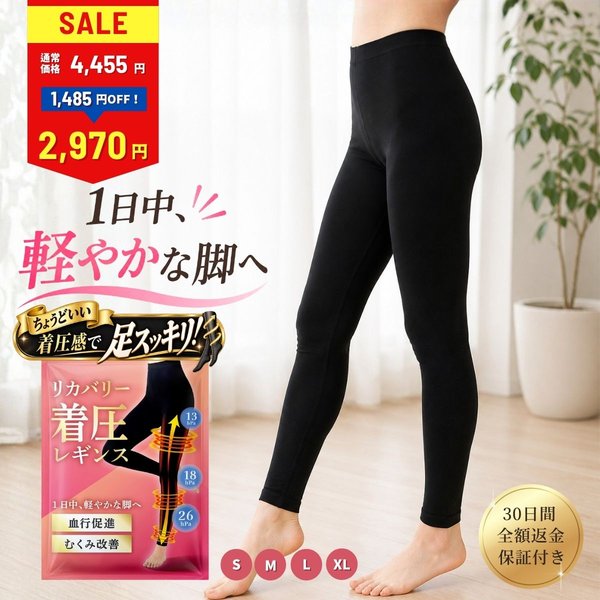 SALE
通常価格 4,455 円
1,485 円OFF！
2,970 円
1日中、
軽やかな脚へ
ちょうどいい
着圧感で 足スッキリ!
リカバリー
着圧
レギンス
13
hPa
18
hPa
26
hPa
1日中、軽やかな脚へ
血行促進
むくみ改善
S M L XL
30日間
全額返金
保証付き